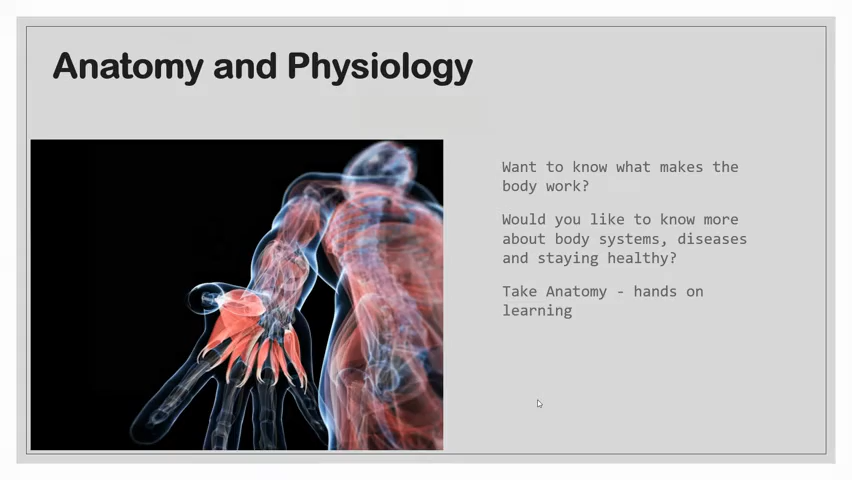 Anatomy and Physiology
Want to know what makes the
body work?
Would you like to know more
about body systems, diseases
and staying healthy?
Take Anatomy - hands on
learning